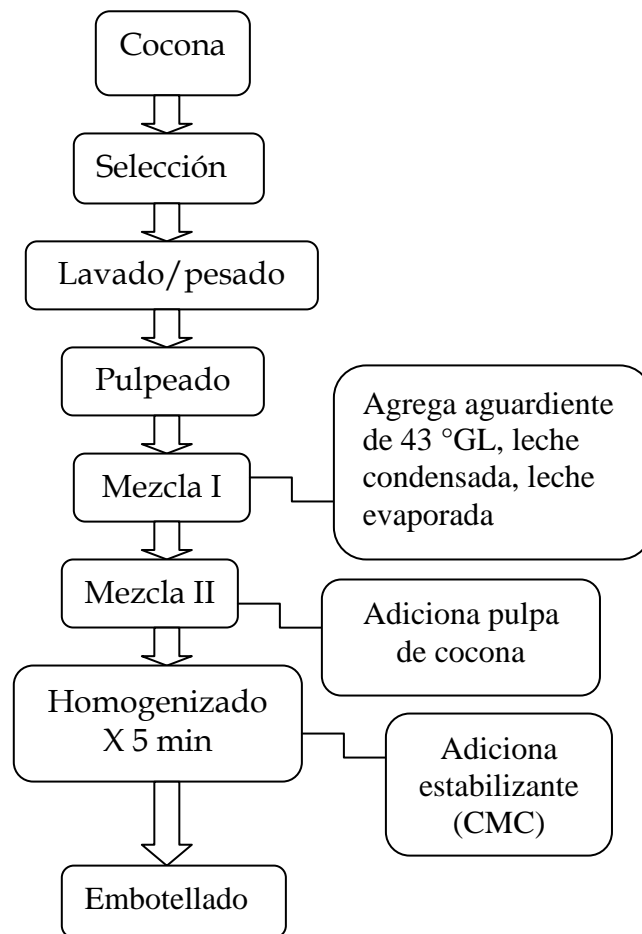 Cocona
Selección
Lavado/pesado
Pulpeado
Agrega aguardiente
de 43 °GL, leche
condensada, leche
evaporada
Mezcla I
Mezcla II
Adiciona pulpa
de cocona
Homogenizado
X 5 min
Adiciona
estabilizante
(CMC)
Embotellado